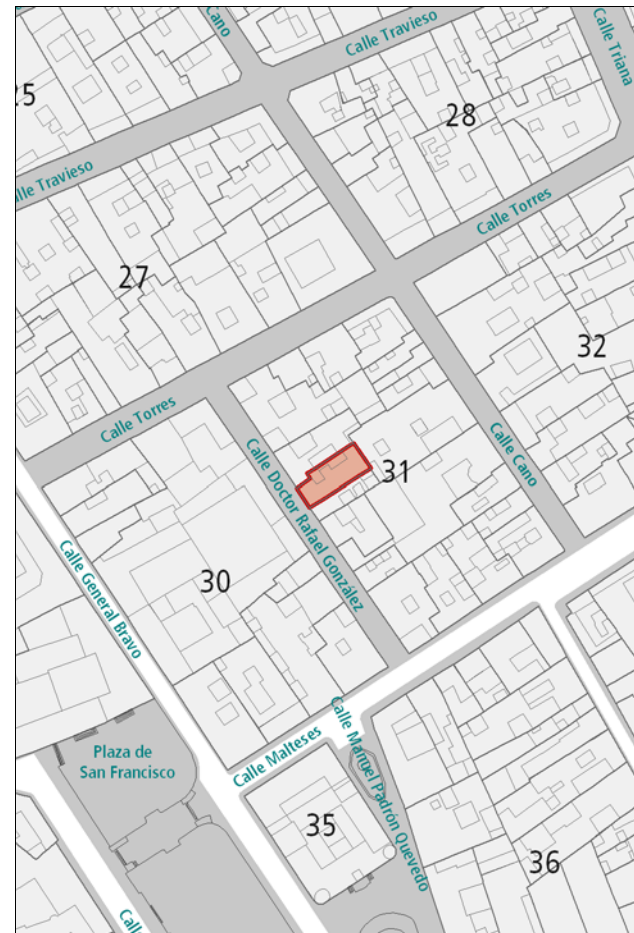 Cano
Calle Travieso
Calle Triana
25
28
Calle Travieso
Calle Torres
27
32
Calle Torres
Calle Cano
31
Calle Doctor Rafael González
30
Calle General Bravo
Plaza de
San Francisco
Calle Malteses
Calle Manuel Padrón Quevedo
35
36